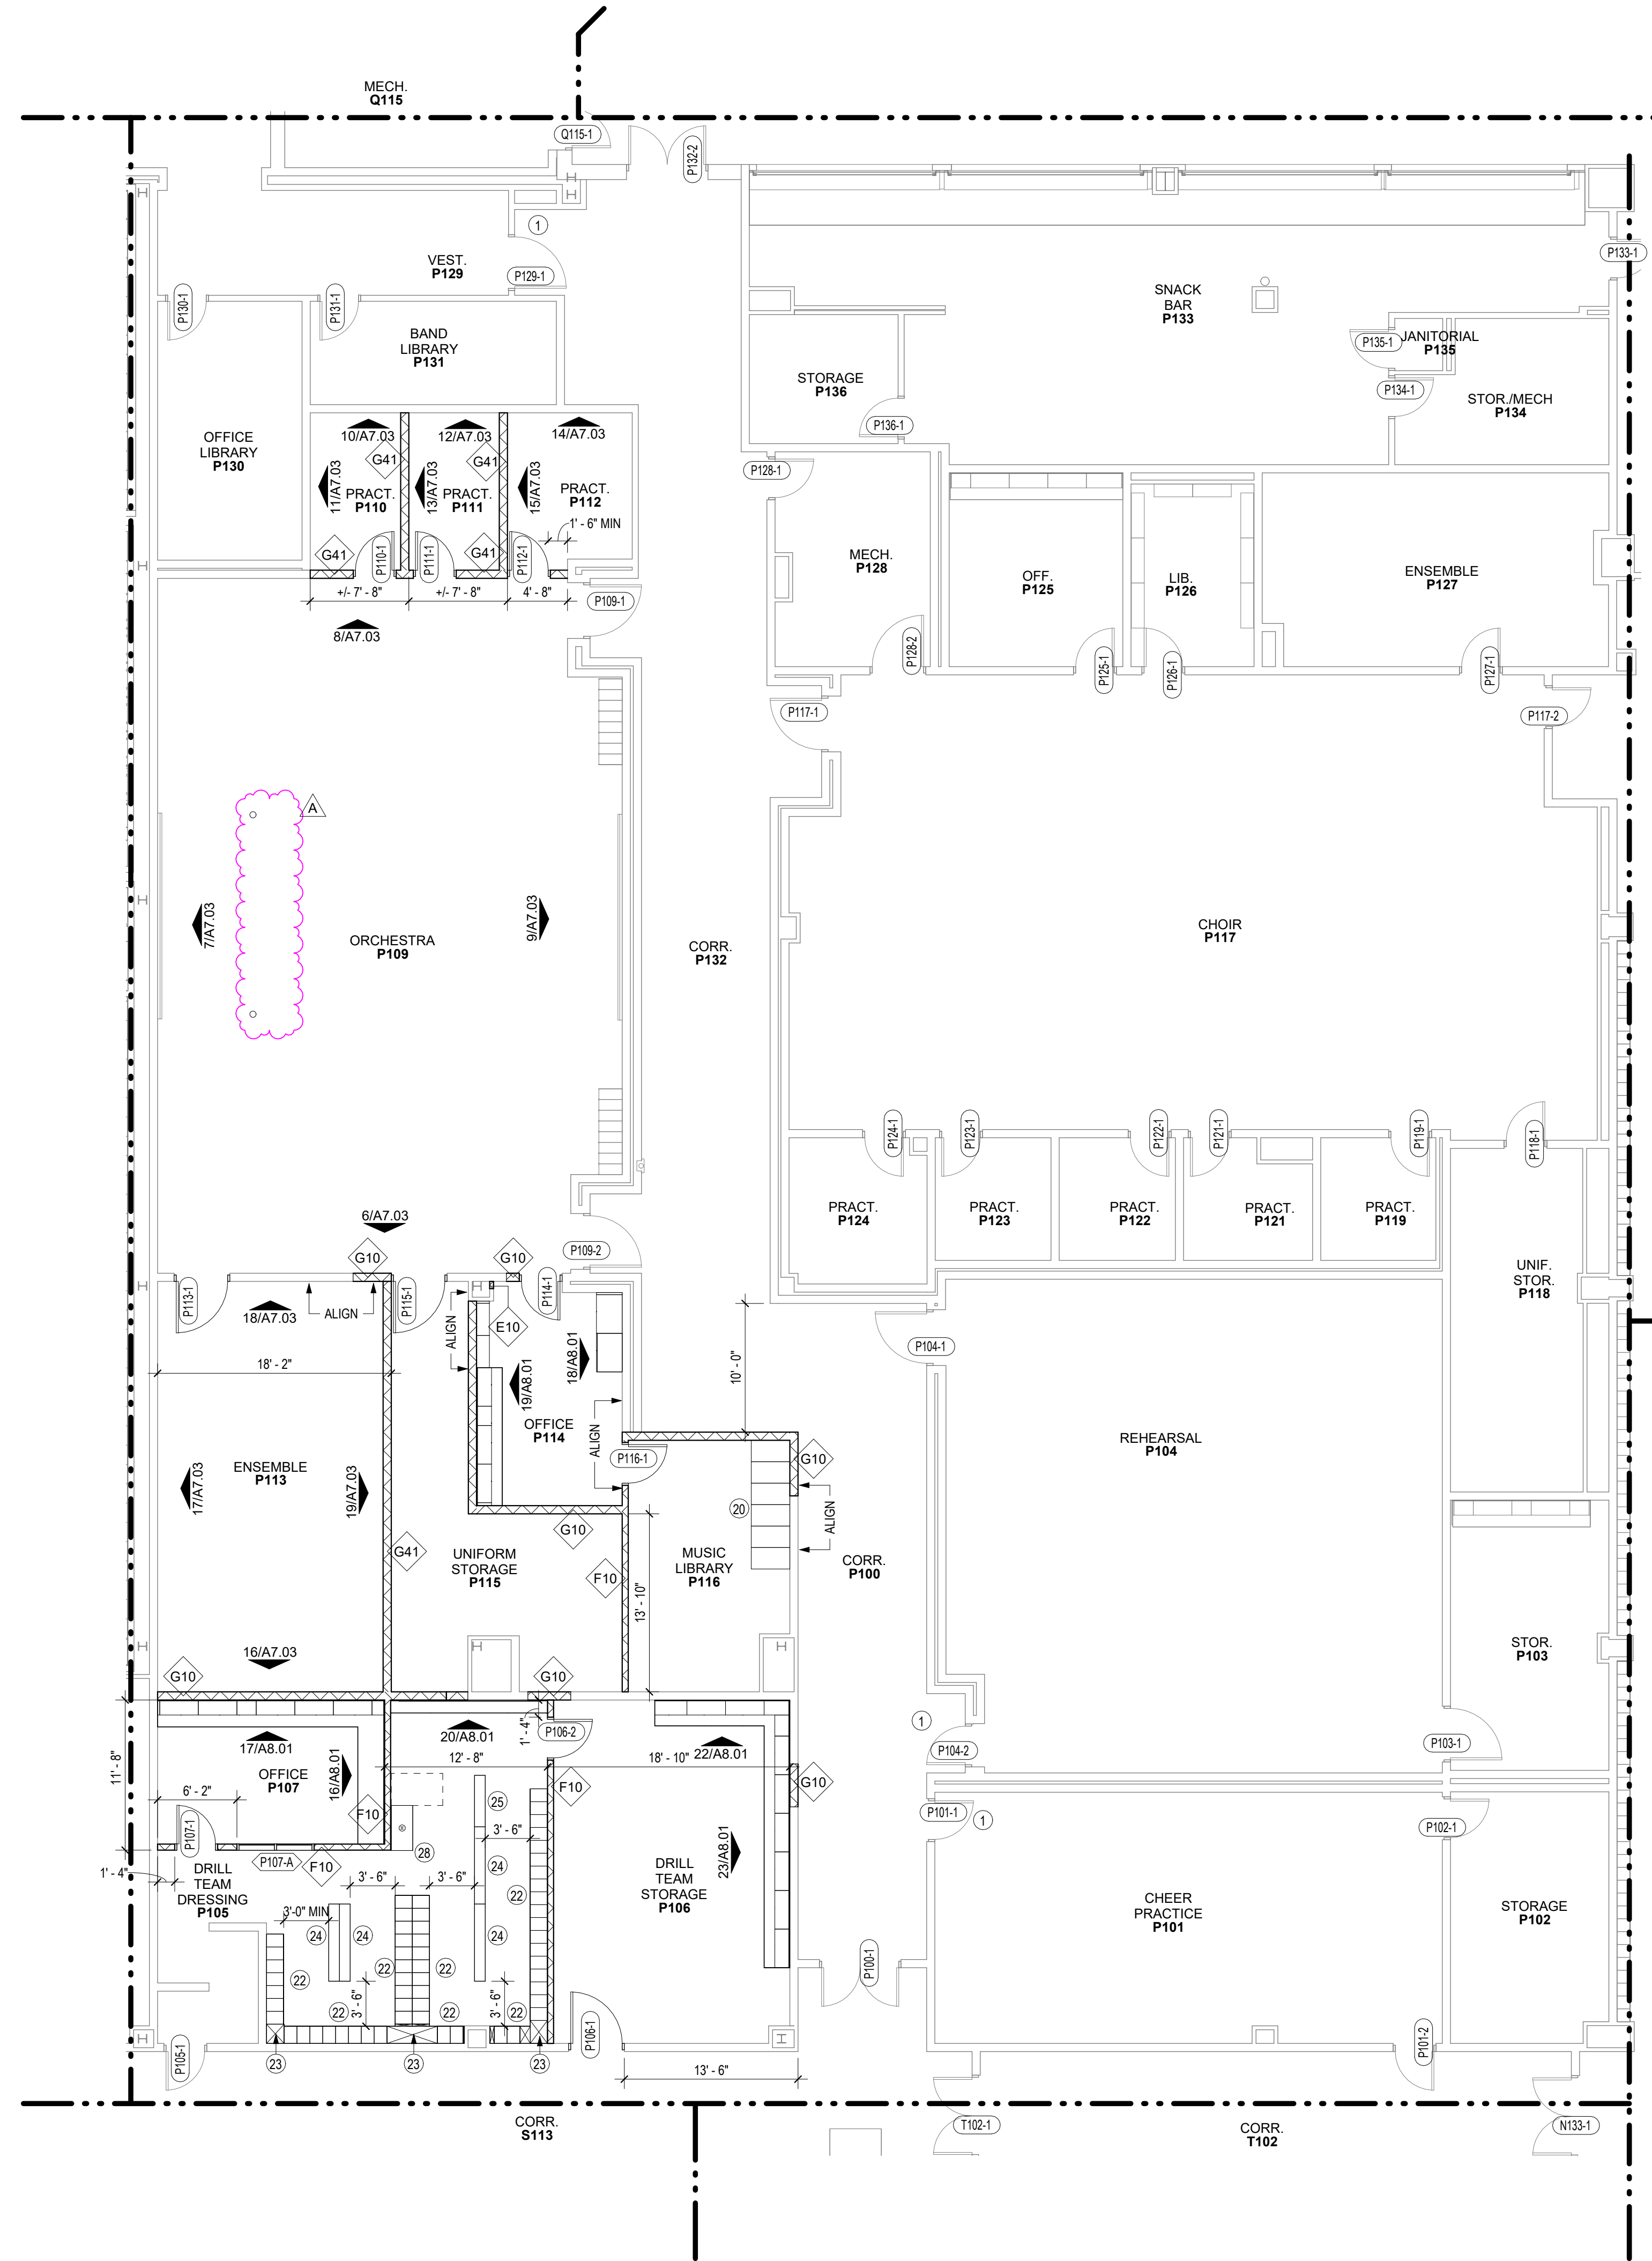 MECH.
Q115
Q115-1
P132-2
1
VEST.
P129
P129-1
P130-1
P131-1
BAND
LIBRARY
P131
SNACK
BAR
P133
P133-1
P135-1
JANITORIAL
P135
P134-1
STOR./MECH
P134
STORAGE
P136
P136-1
OFFICE
LIBRARY
P130
10/A7.03
12/A7.03
14/A7.03
G41
G41
11/A7.03
13/A7.03
15/A7.03
PRACT.
P110
PRACT.
P111
PRACT.
P112
1' - 6" MIN
G41
G41
P110-1
P111-1
P112-1
+/- 7' - 8"
+/- 7' - 8"
4' - 8"
P109-1
8/A7.03
P128-1
MECH.
P128
P128-2
OFF.
P125
P125-1
LIB.
P126
P126-1
ENSEMBLE
P127
P127-1
P117-1
P117-2
A
7/A7.03
9/A7.03
ORCHESTRA
P109
CORR.
P132
CHOIR
P117
P124-1
P123-1
P122-1
P121-1
P119-1
P118-1
PRACT.
P124
PRACT.
P123
PRACT.
P122
PRACT.
P121
PRACT.
P119
UNIF.
STOR.
P118
6/A7.03
G10
G10
P109-2
P113-1
P115-1
P114-1
18/A7.03
ALIGN
ALIGN
E10
18' - 2"
19/A8.01
18/A8.01
OFFICE
P114
ALIGN
10' - 0"
P104-1
P116-1
G10
17/A7.03
ENSEMBLE
P113
19/A7.03
G41
G10
UNIFORM
STORAGE
P115
F10
13' - 10"
MUSIC
LIBRARY
P116
20
ALIGN
CORR.
P100
REHEARSAL
P104
16/A7.03
G10
G10
STOR.
P103
P103-1
1
P104-2
11' - 8"
17/A8.01
16/A8.01
OFFICE
P107
6' - 2"
F10
P107-1
P107-A
F10
1' - 4"
20/A8.01
1' - 4"
P106-2
12' - 8"
18' - 10"
22/A8.01
F10
G10
25
3' - 6"
28
24
22
DRILL
TEAM
DRESSING
P105
3' - 6"
3' - 6"
3'-0" MIN
24
24
24
22
22
22
3' - 6"
3' - 6"
22
22
22
23
23
23
DRILL
TEAM
STORAGE
P106
23/A8.01
P105-1
P106-1
13' - 6"
P100-1
P101-1
1
P102-1
CHEER
PRACTICE
P101
STORAGE
P102
P101-2
CORR.
S113
T102-1
CORR.
T102
N133-1